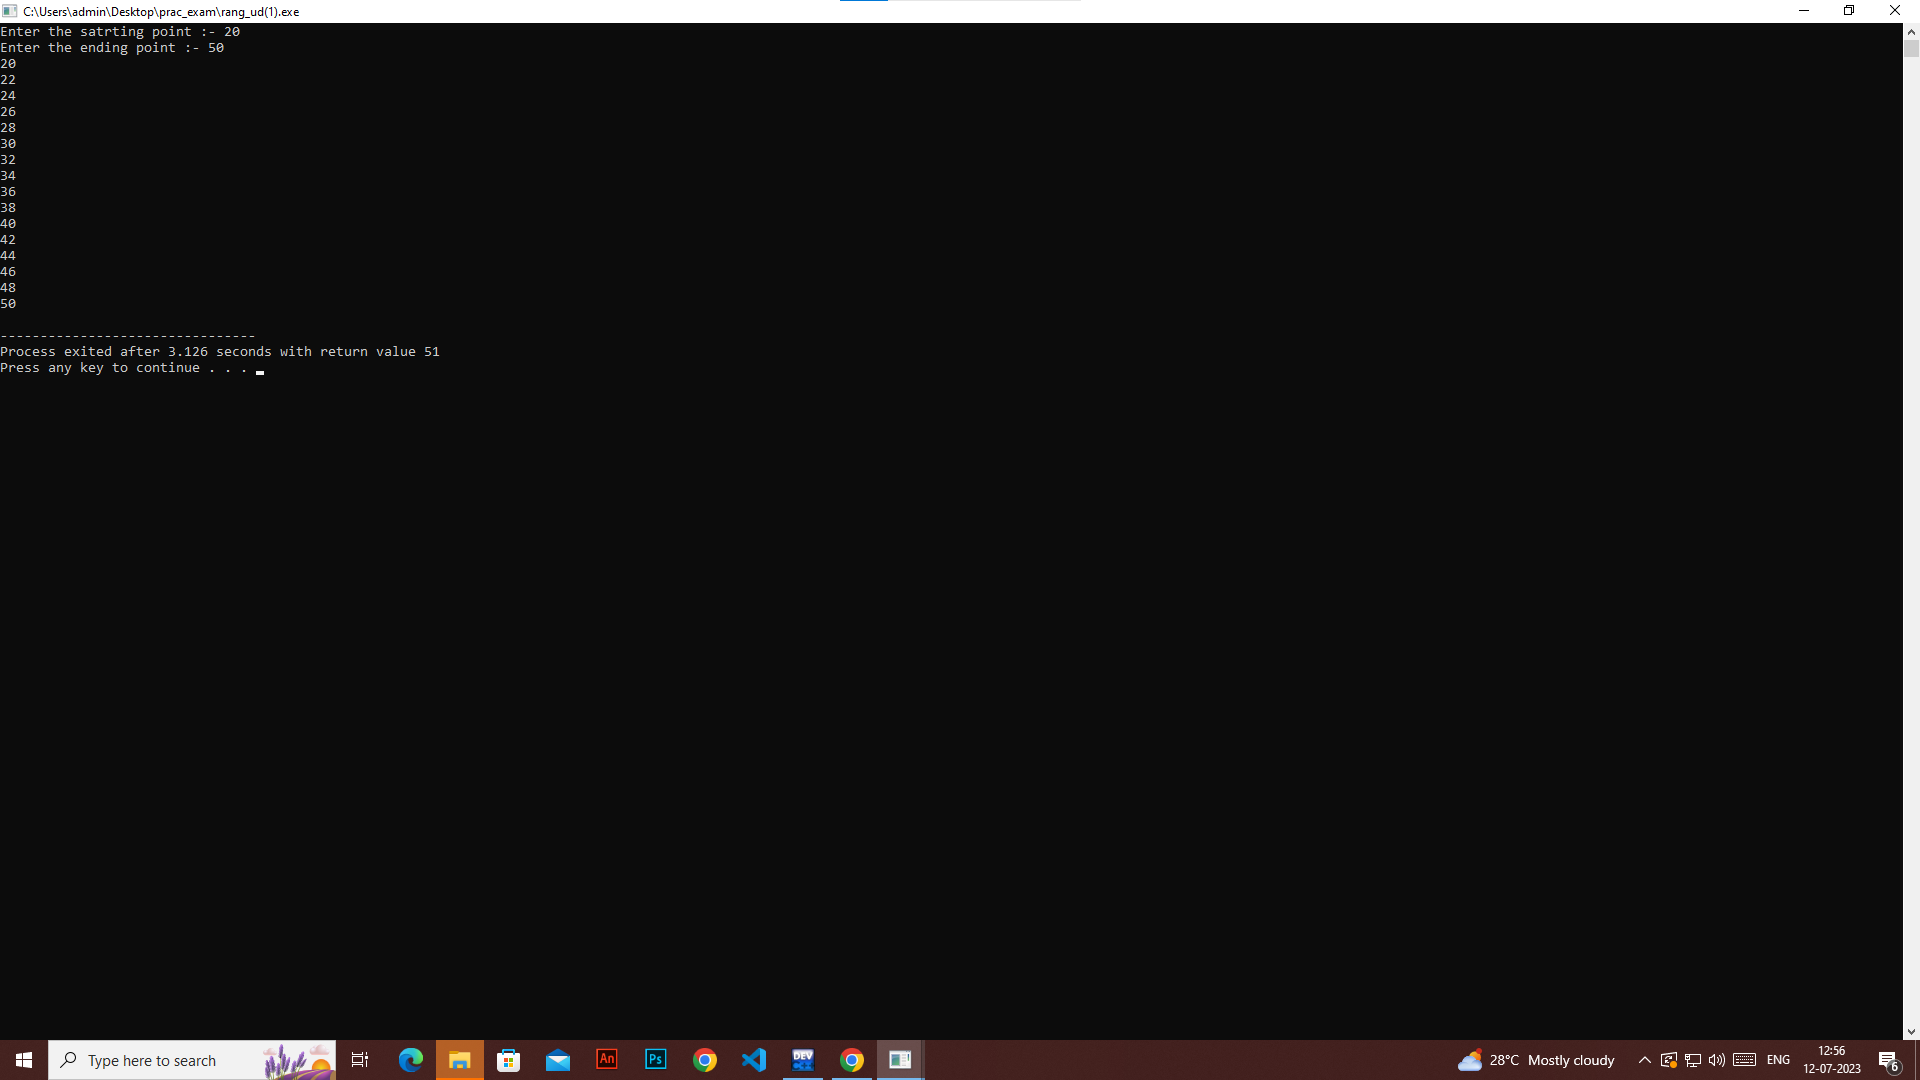 C:\Users\admin\Desktop\prac_exam\rang_ud(1).exe
Enter the satrting point :- 20
Enter the ending point :- 50
20
22
24
26
28
30
32
34
36
38
40
42
44
46
48
50
--------------------------------
Process exited after 3.126 seconds with return value 51
Press any key to continue . . .
Type here to search
An
Ps
DEV
28°C Mostly cloudy
ENG
12:56
12-07-2023
6